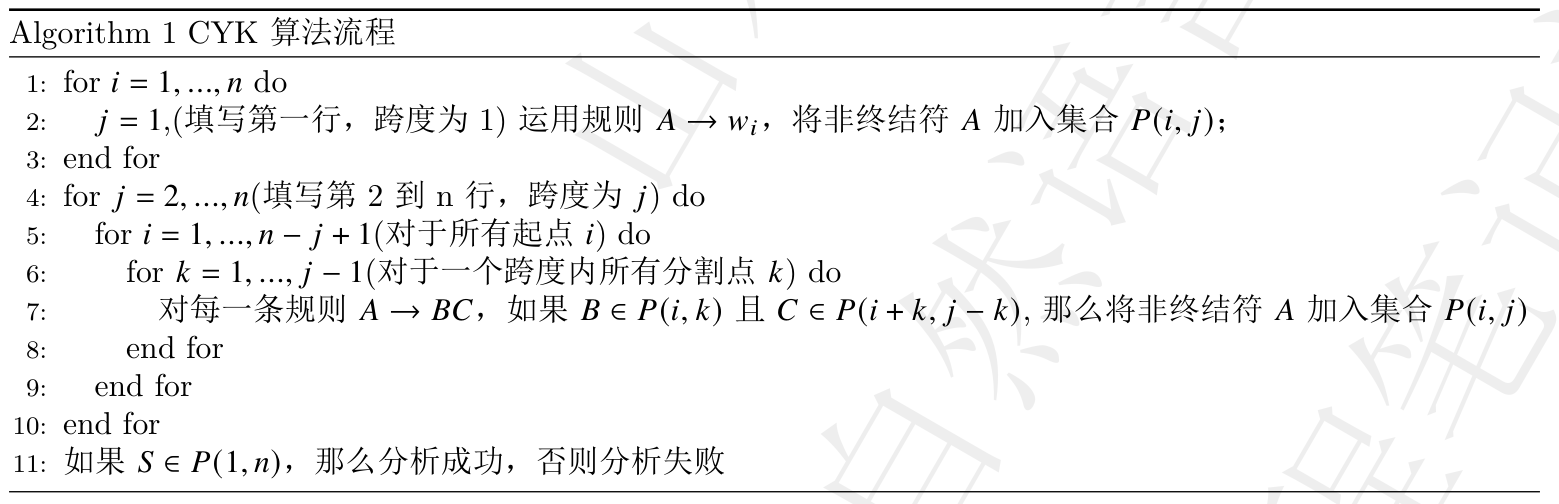 Algorithm 1 CYK 算法流程
1: for i = 1, ..., n do
2: j = 1,(填写第一行，跨度为 1) 运用规则 A → wᵢ，将非终结符 A 加入集合 P(i, j)；
3: end for
4: for j = 2, ..., n(填写第 2 到 n 行，跨度为 j) do
5: for i = 1, ..., n − j + 1(对于所有起点 i) do
6: for k = 1, ..., j − 1(对于一个跨度内所有分割点 k) do
7: 对每一条规则 A → BC，如果 B ∈ P(i, k) 且 C ∈ P(i + k, j − k), 那么将非终结符 A 加入集合 P(i, j)
8: end for
9: end for
10: end for
11: 如果 S ∈ P(1, n)，那么分析成功，否则分析失败